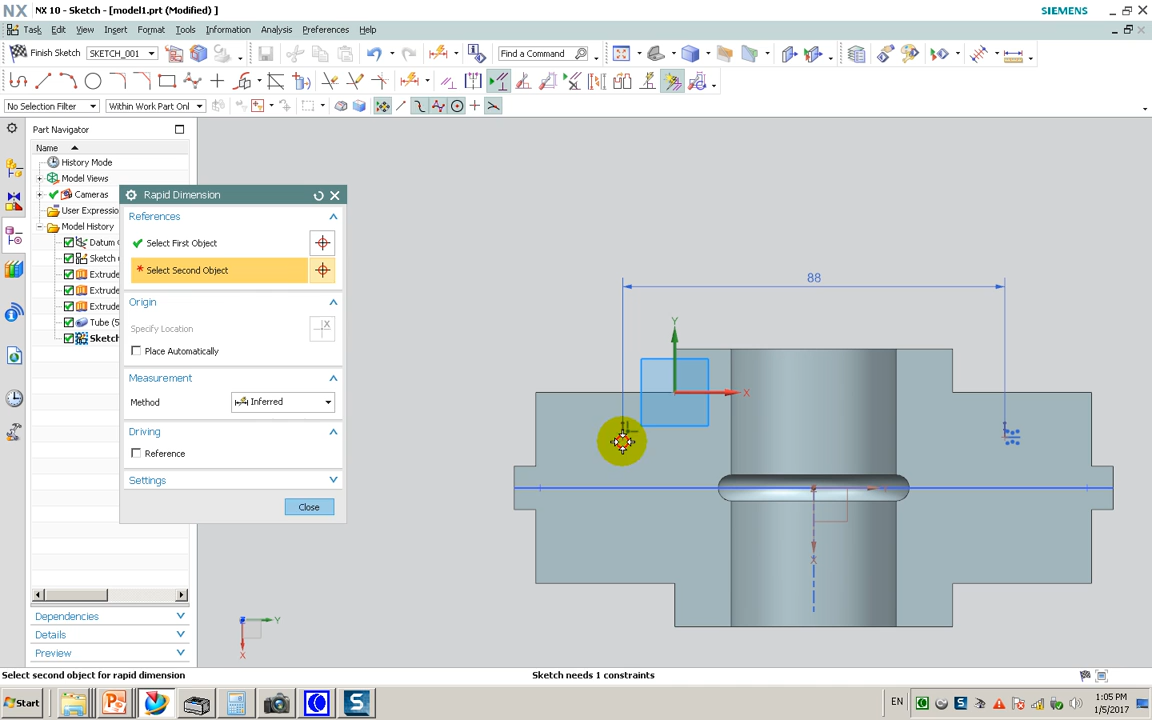 NX NX 10 - Sketch - [model1.prt (Modified) ] SIEMENS
Task Edit View Insert Format Tools Information Analysis Preferences Help
Finish Sketch SKETCH_001 Find a Command
No Selection Filter Within Work Part Onl
Part Navigator
Name
History Mode
Model Views
Cameras
User Expressio
Model History
Datum
Sketch
Extrude
Extrude
Extrude
Tube (5
Sketch
Dependencies
Details
Preview
Rapid Dimension
References
Select First Object
* Select Second Object
Origin
Specify Location
Place Automatically
Measurement
Method Inferred
Driving
Reference
Settings
Close
88
Y
X
X
Y
X
Select second object for rapid dimension Sketch needs 1 constraints
Start EN 1:05 PM
1/5/2017